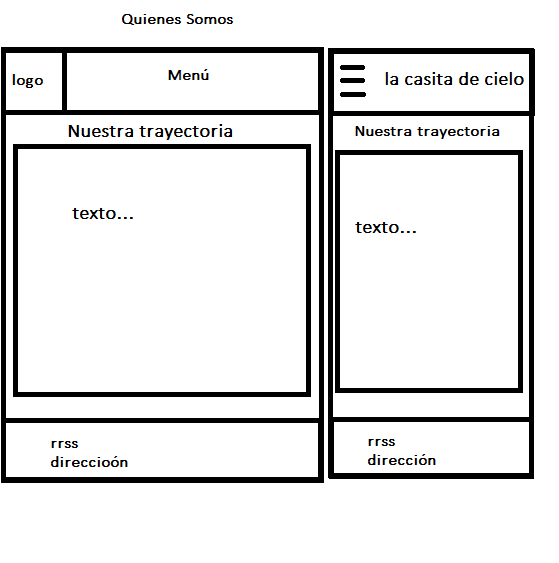 Quienes Somos
logo
Menú
Nuestra trayectoria
texto...
rrss
direccioón
la casita de cielo
Nuestra trayectoria
texto...
rrss
dirección